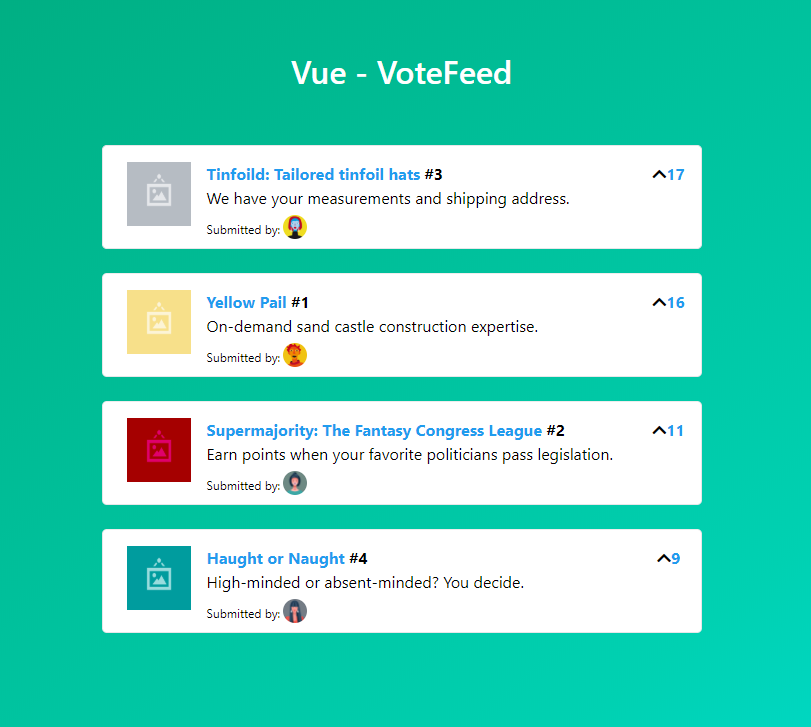 Vue - VoteFeed
Tinfoild: Tailored tinfoil hats #3
17
We have your measurements and shipping address.
Submitted by:
Yellow Pail #1
16
On-demand sand castle construction expertise.
Submitted by:
Supermajority: The Fantasy Congress League #2
11
Earn points when your favorite politicians pass legislation.
Submitted by:
Haught or Naught #4
9
High-minded or absent-minded? You decide.
Submitted by: